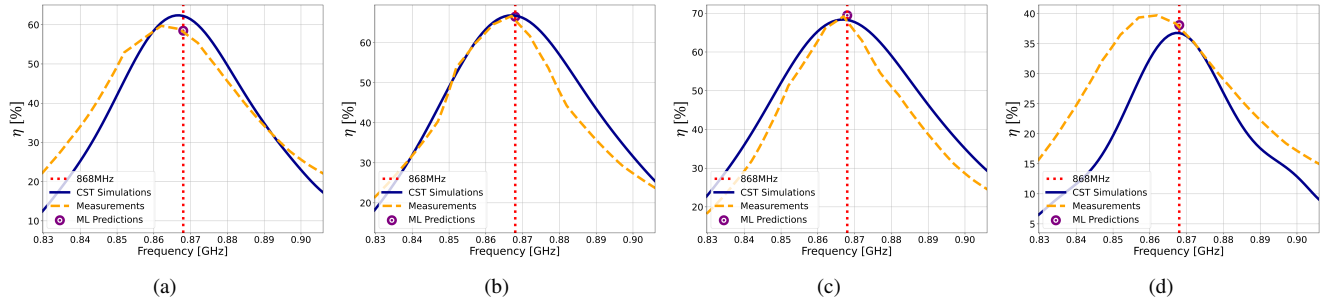 η [%]
60
50
40
30
20
10
0.83 0.84 0.85 0.86 0.87 0.88 0.89 0.90
Frequency [GHz]
868MHz
CST Simulations
Measurements
ML Predictions
(a)
η [%]
60
50
40
30
20
0.83 0.84 0.85 0.86 0.87 0.88 0.89 0.90
Frequency [GHz]
868MHz
CST Simulations
Measurements
ML Predictions
(b)
η [%]
70
60
50
40
30
20
0.83 0.84 0.85 0.86 0.87 0.88 0.89 0.90
Frequency [GHz]
868MHz
CST Simulations
Measurements
ML Predictions
(c)
η [%]
40
35
30
25
20
15
10
5
0.83 0.84 0.85 0.86 0.87 0.88 0.89 0.90
Frequency [GHz]
868MHz
CST Simulations
Measurements
ML Predictions
(d)